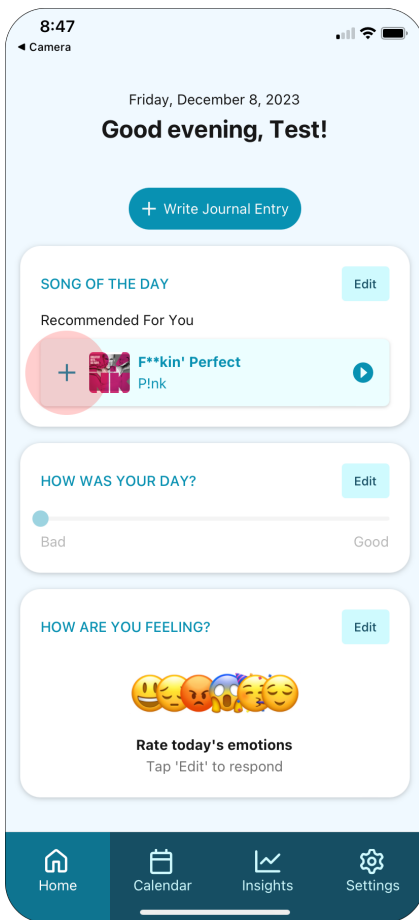 8:47
◀ Camera
Friday, December 8, 2023
Good evening, Test!
+ Write Journal Entry
SONG OF THE DAY
Edit
Recommended For You
F**kin' Perfect
P!nk
HOW WAS YOUR DAY?
Edit
Bad
Good
HOW ARE YOU FEELING?
Edit
Rate today's emotions
Tap 'Edit' to respond
Home
Calendar
Insights
Settings